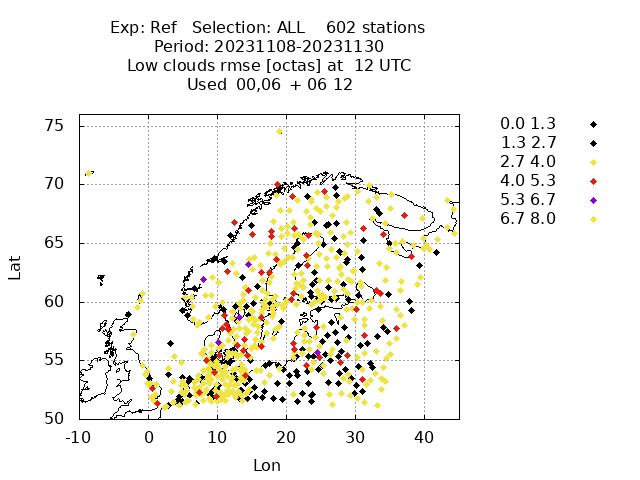 Exp: Ref   Selection: ALL    602 stations
Period: 20231108-20231130
Low clouds rmse [octas] at  12 UTC
Used  00,06  + 06 12
75
70
65
60
55
50
Lat
-10 0 10 20 30 40
Lon
0.0 1.3
1.3 2.7
2.7 4.0
4.0 5.3
5.3 6.7
6.7 8.0